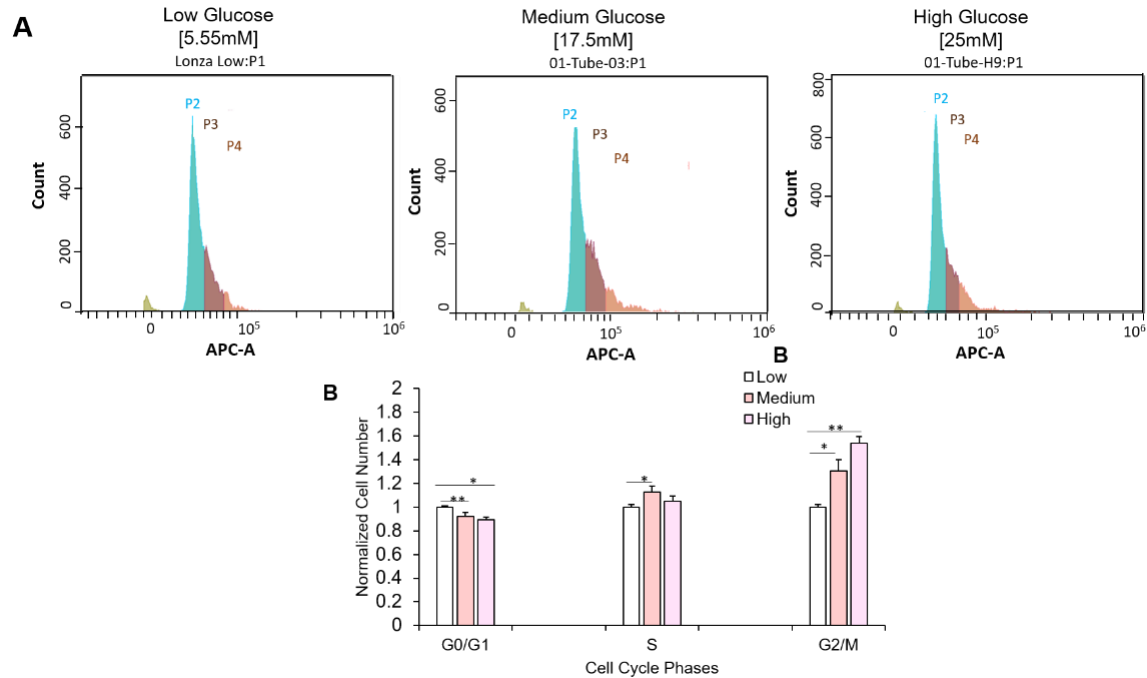 A
Low Glucose
[5.55mM]
Lonza Low:P1
Count
600
400
200
0
P2
P3
P4
0 10⁵ 10⁶
APC-A
Medium Glucose
[17.5mM]
01-Tube-03:P1
Count
600
400
200
0
P2
P3
P4
0 10⁵ 10⁶
APC-A
High Glucose
[25mM]
01-Tube-H9:P1
Count
800
600
400
200
0
P2
P3
P4
0 10⁵ 10⁶
APC-A
B
B
Low
Medium
High
Normalized Cell Number
2
1.8
1.6
1.4
1.2
1
0.8
0.6
0.4
0.2
0
*
**
*
**
*
G0/G1 S G2/M
Cell Cycle Phases